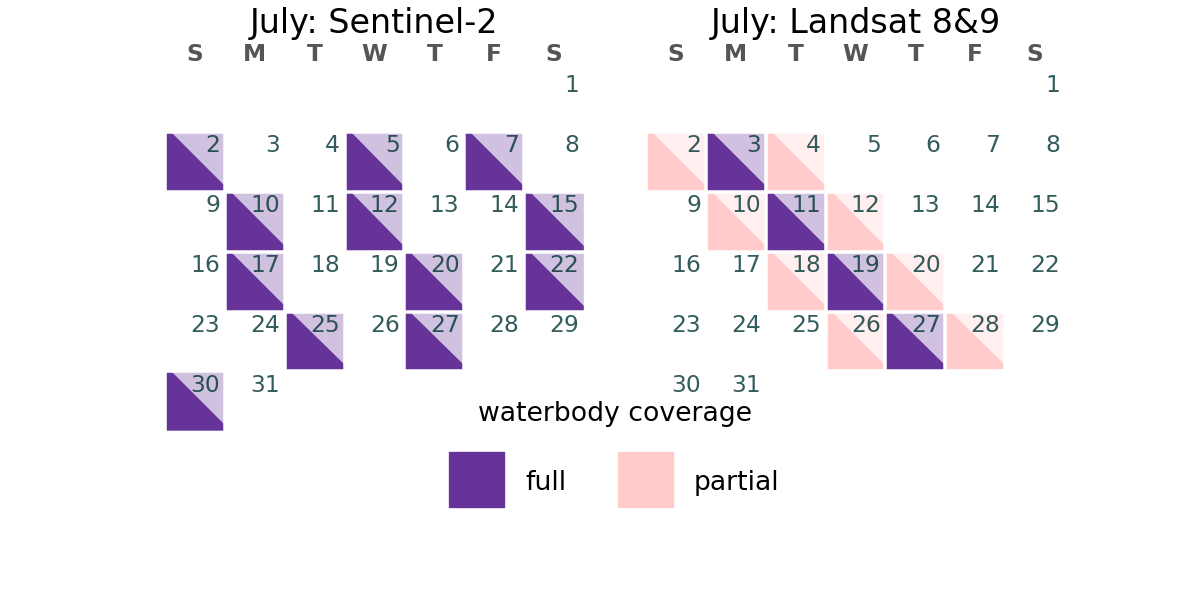 July: Sentinel-2
S M T W T F S
1
2 3 4 5 6 7 8
9 10 11 12 13 14 15
16 17 18 19 20 21 22
23 24 25 26 27 28 29
30 31
July: Landsat 8&9
S M T W T F S
1
2 3 4 5 6 7 8
9 10 11 12 13 14 15
16 17 18 19 20 21 22
23 24 25 26 27 28 29
30 31
waterbody coverage
full partial